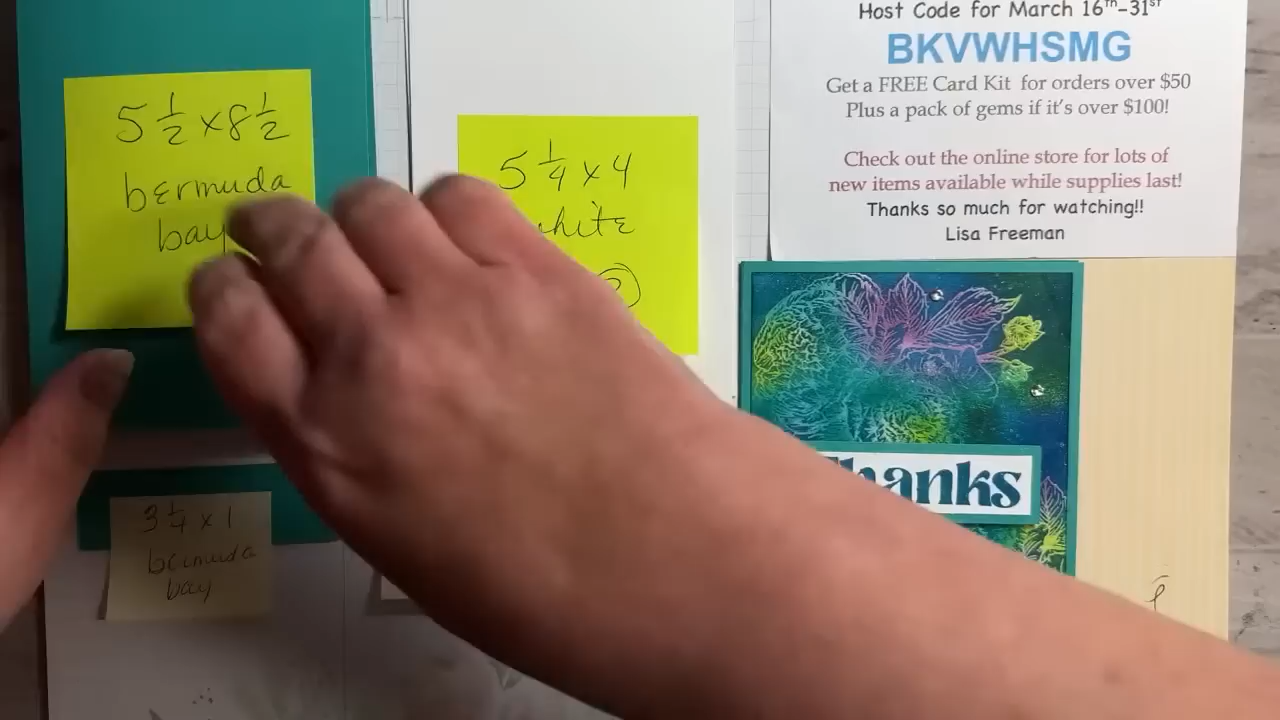 5 1/2 x 8 1/2
bermuda
bay
5 1/4 x 4
white
Host Code for March 16th-31st
BKVWHSMG
Get a FREE Card Kit for orders over $50
Plus a pack of gems if it's over $100!
Check out the online store for lots of
new items available while supplies last!
Thanks so much for watching!!
Lisa Freeman
Thanks
3 1/4 x 1
bermuda
bay